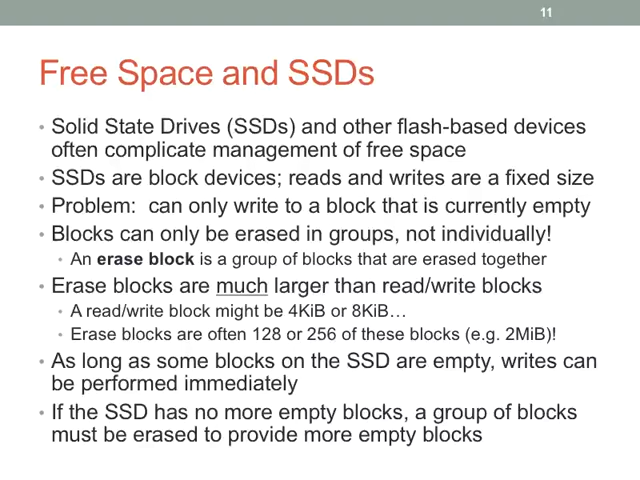 11
Free Space and SSDs
• Solid State Drives (SSDs) and other flash-based devices
often complicate management of free space
• SSDs are block devices; reads and writes are a fixed size
• Problem:  can only write to a block that is currently empty
• Blocks can only be erased in groups, not individually!
• An erase block is a group of blocks that are erased together
• Erase blocks are much larger than read/write blocks
• A read/write block might be 4KiB or 8KiB…
• Erase blocks are often 128 or 256 of these blocks (e.g. 2MiB)!
• As long as some blocks on the SSD are empty, writes can
be performed immediately
• If the SSD has no more empty blocks, a group of blocks
must be erased to provide more empty blocks